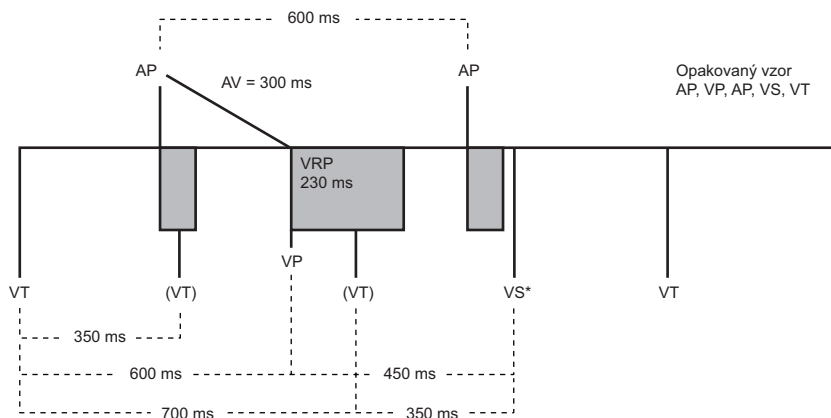 600 ms
AP
AP
AV = 300 ms
Opakovaný vzor
AP, VP, AP, VS, VT
VRP
230 ms
VP
VT
(VT)
(VT)
VS*
VT
350 ms
600 ms
450 ms
700 ms
350 ms